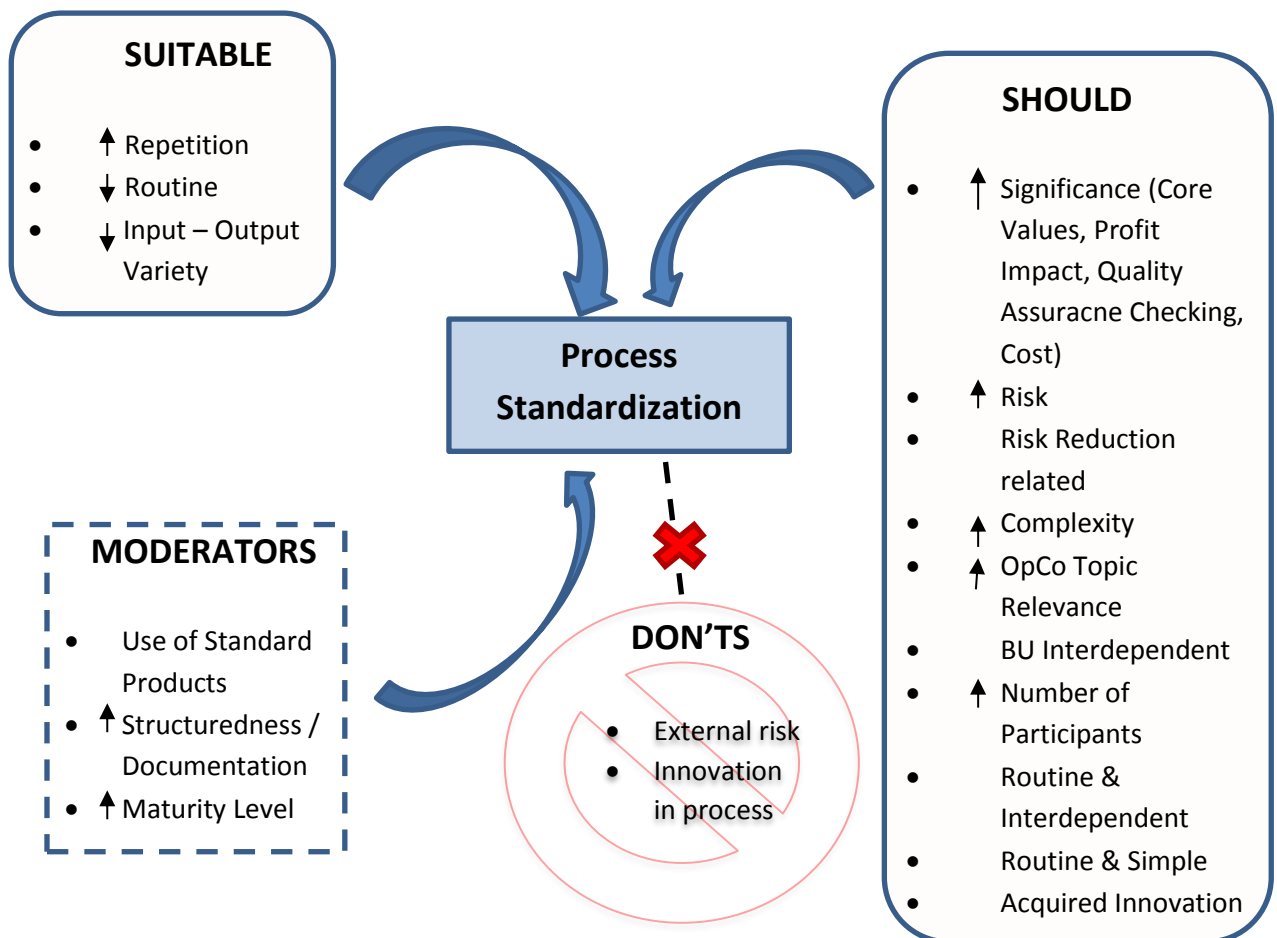 SUITABLE
• ↑ Repetition
• ↓ Routine
• ↓ Input – Output
Variety
SHOULD
• ↑ Significance (Core
Values, Profit
Impact, Quality
Assuracne Checking,
Cost)
• ↑ Risk
• Risk Reduction
related
• ↑ Complexity
• ↑ OpCo Topic
Relevance
• BU Interdependent
• ↑ Number of
Participants
• Routine &
Interdependent
• Routine & Simple
• Acquired Innovation
Process
Standardization
MODERATORS
• Use of Standard
Products
• ↑ Structuredness /
Documentation
• ↑ Maturity Level
DON’TS
• External risk
• Innovation
in process